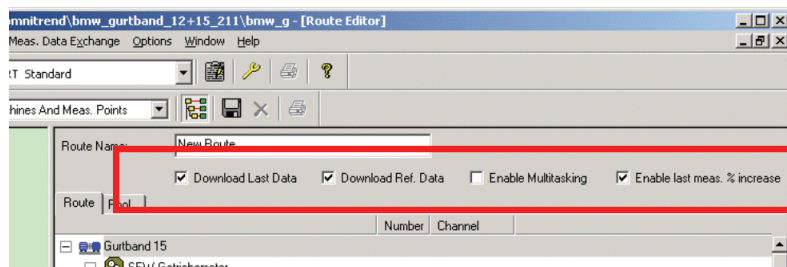 omnitrend\bmw_gurtband_12+15_211\bmw_g - [Route Editor]
Meas. Data Exchange Options Window Help
RT Standard
hines And Meas. Points
Route Name: New Route
Download Last Data Download Ref. Data Enable Multitasking Enable last meas. % increase
Route Pool
Number Channel
Gurtband 15